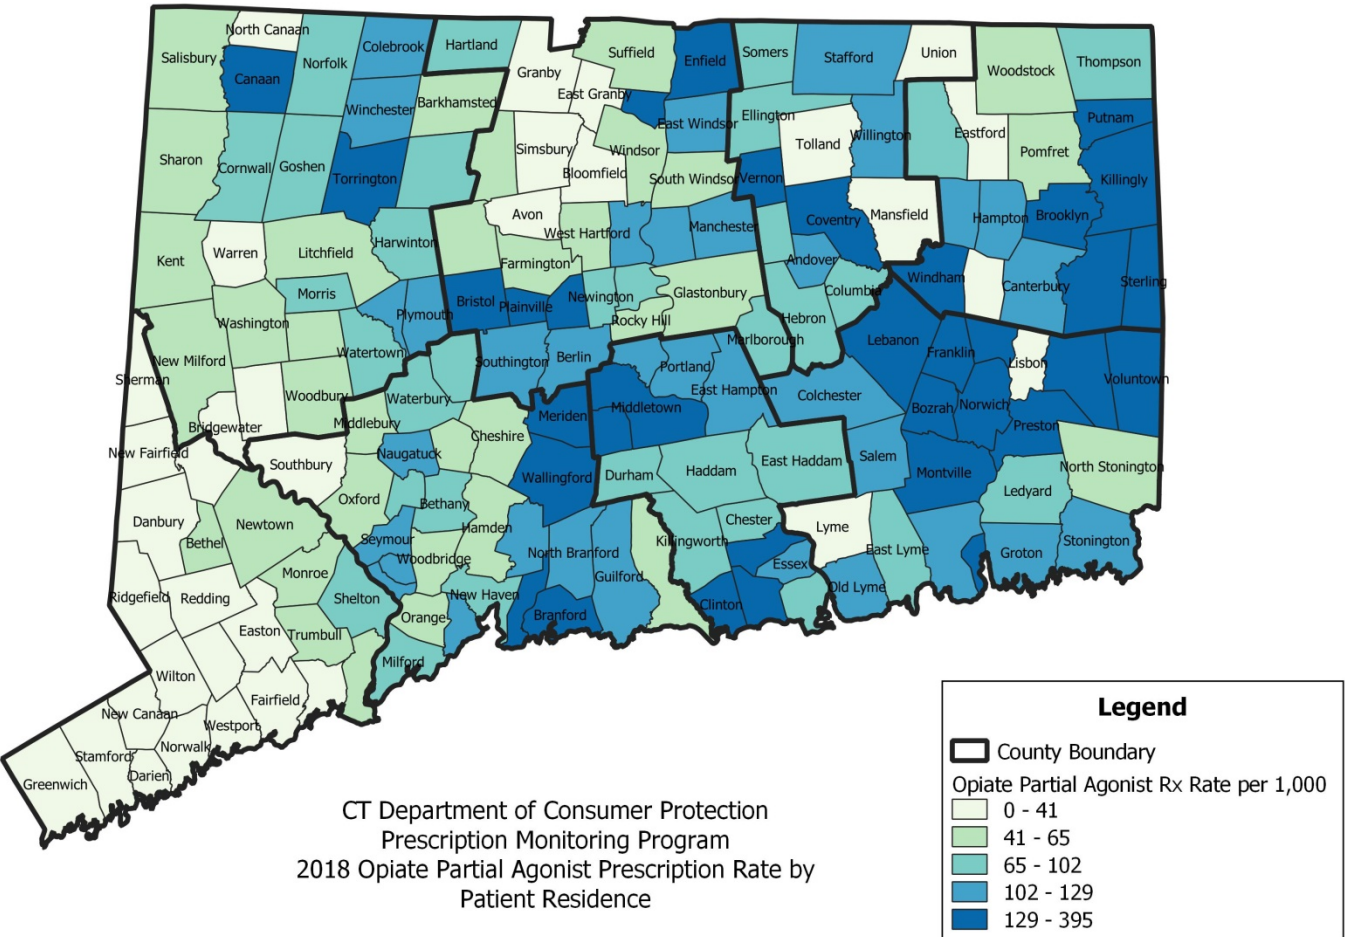 North Canaan
Salisbury
Canaan
Norfolk
Colebrook
Hartland
Granby
East Granby
Suffield
Enfield
Somers
Stafford
Union
Woodstock
Thompson
Winchester
Barkhamsted
East Windsor
Ellington
Tolland
Willington
Eastford
Putnam
Pomfret
Sharon
Cornwall
Goshen
Torrington
Simsbury
Bloomfield
Windsor
South Windsor
Vernon
Killingly
Avon
West Hartford
Manchester
Coventry
Mansfield
Hampton
Brooklyn
Kent
Warren
Litchfield
Harwinton
Farmington
Andover
Windham
Canterbury
Sterling
Morris
Plymouth
Bristol
Plainville
Newington
Glastonbury
Columbia
Rocky Hill
Hebron
Washington
Watertown
Marlborough
Lebanon
Franklin
Lisbon
Voluntown
New Milford
Sherman
Southington
Berlin
Portland
East Hampton
Woodbury
Waterbury
Middletown
Colchester
Bozrah
Norwich
Preston
Bridgewater
Middlebury
Cheshire
Meriden
New Fairfield
Southbury
Naugatuck
Wallingford
Durham
Haddam
East Haddam
Salem
Montville
North Stonington
Oxford
Bethany
Ledyard
Danbury
Bethel
Newtown
Seymour
Hamden
Woodbridge
North Branford
Guilford
Killingworth
Chester
Lyme
East Lyme
Groton
Stonington
Essex
Old Lyme
Ridgefield
Redding
Monroe
Shelton
New Haven
Orange
Branford
Clinton
Easton
Trumbull
Milford
Wilton
Fairfield
New Canaan
Westport
Norwalk
Stamford
Darien
Greenwich
CT Department of Consumer Protection
Prescription Monitoring Program
2018 Opiate Partial Agonist Prescription Rate by
Patient Residence
Legend
County Boundary
Opiate Partial Agonist Rx Rate per 1,000
0 - 41
41 - 65
65 - 102
102 - 129
129 - 395